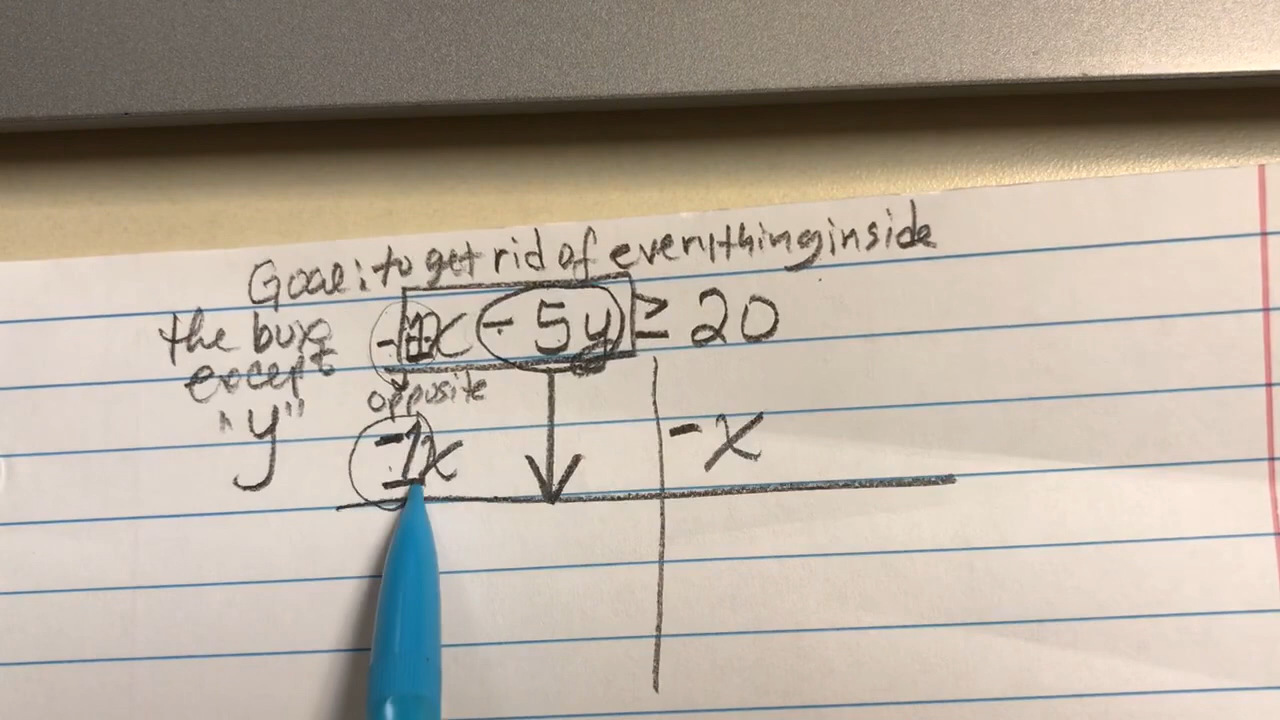 Goal: to get rid of everything inside
the box
except
"y"
-1x - 5y ≥ 20
opposite
-1x - x